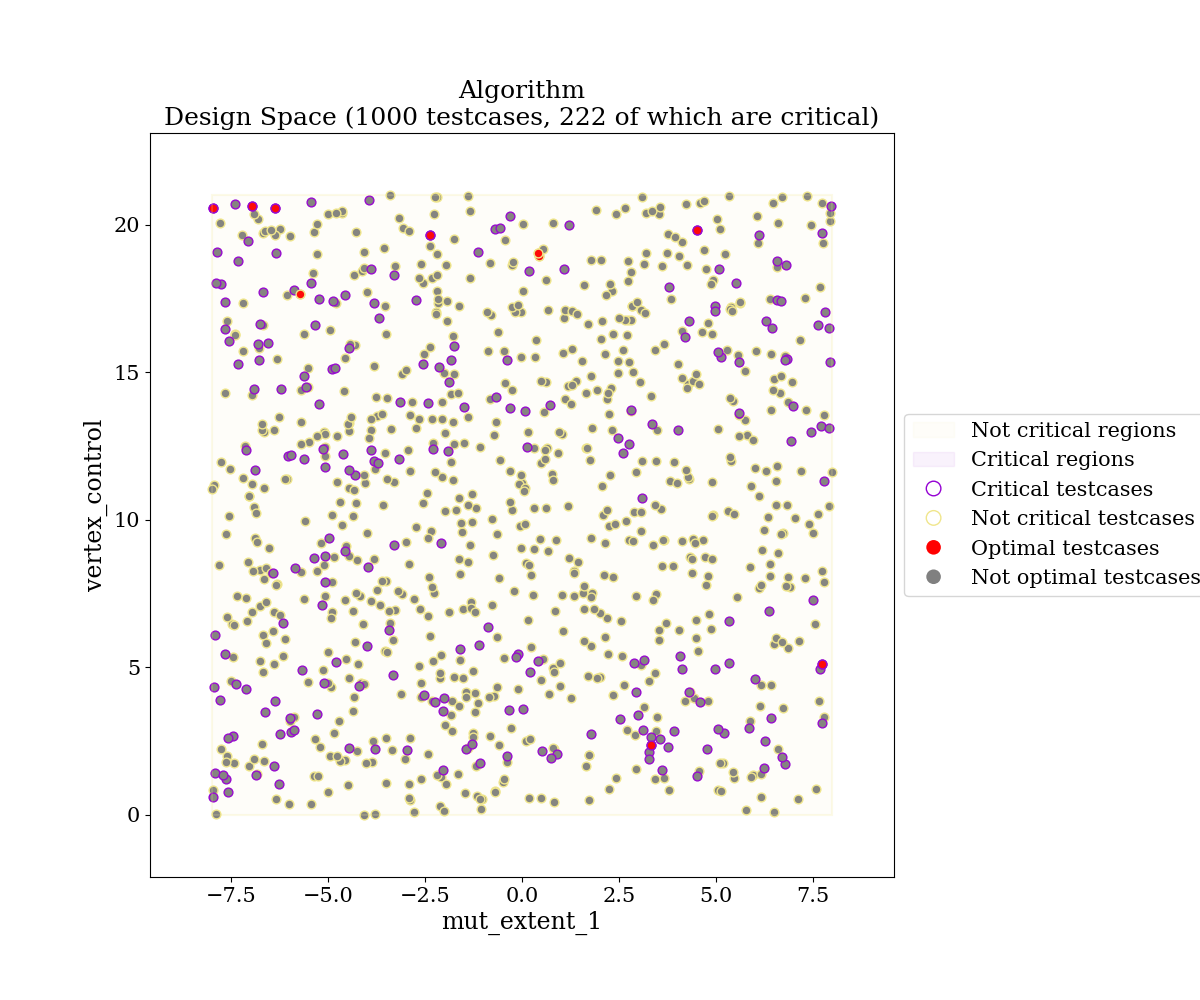 Algorithm
Design Space (1000 testcases, 222 of which are critical)
20
15
10
5
0
vertex_control
−7.5
−5.0
−2.5
0.0
2.5
5.0
7.5
mut_extent_1
Not critical regions
Critical regions
Critical testcases
Not critical testcases
Optimal testcases
Not optimal testcases